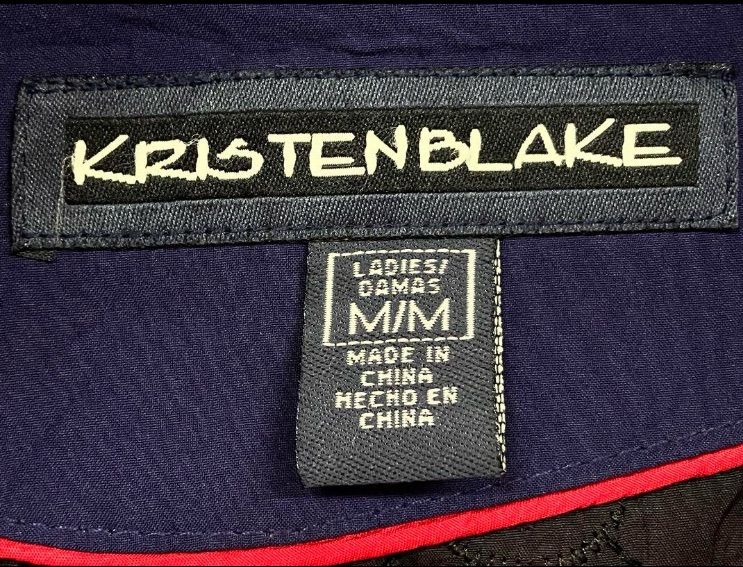 KRISTENBLAKE
LADIES/
DAMAS
M/M
MADE IN
CHINA
HECHO EN
CHINA